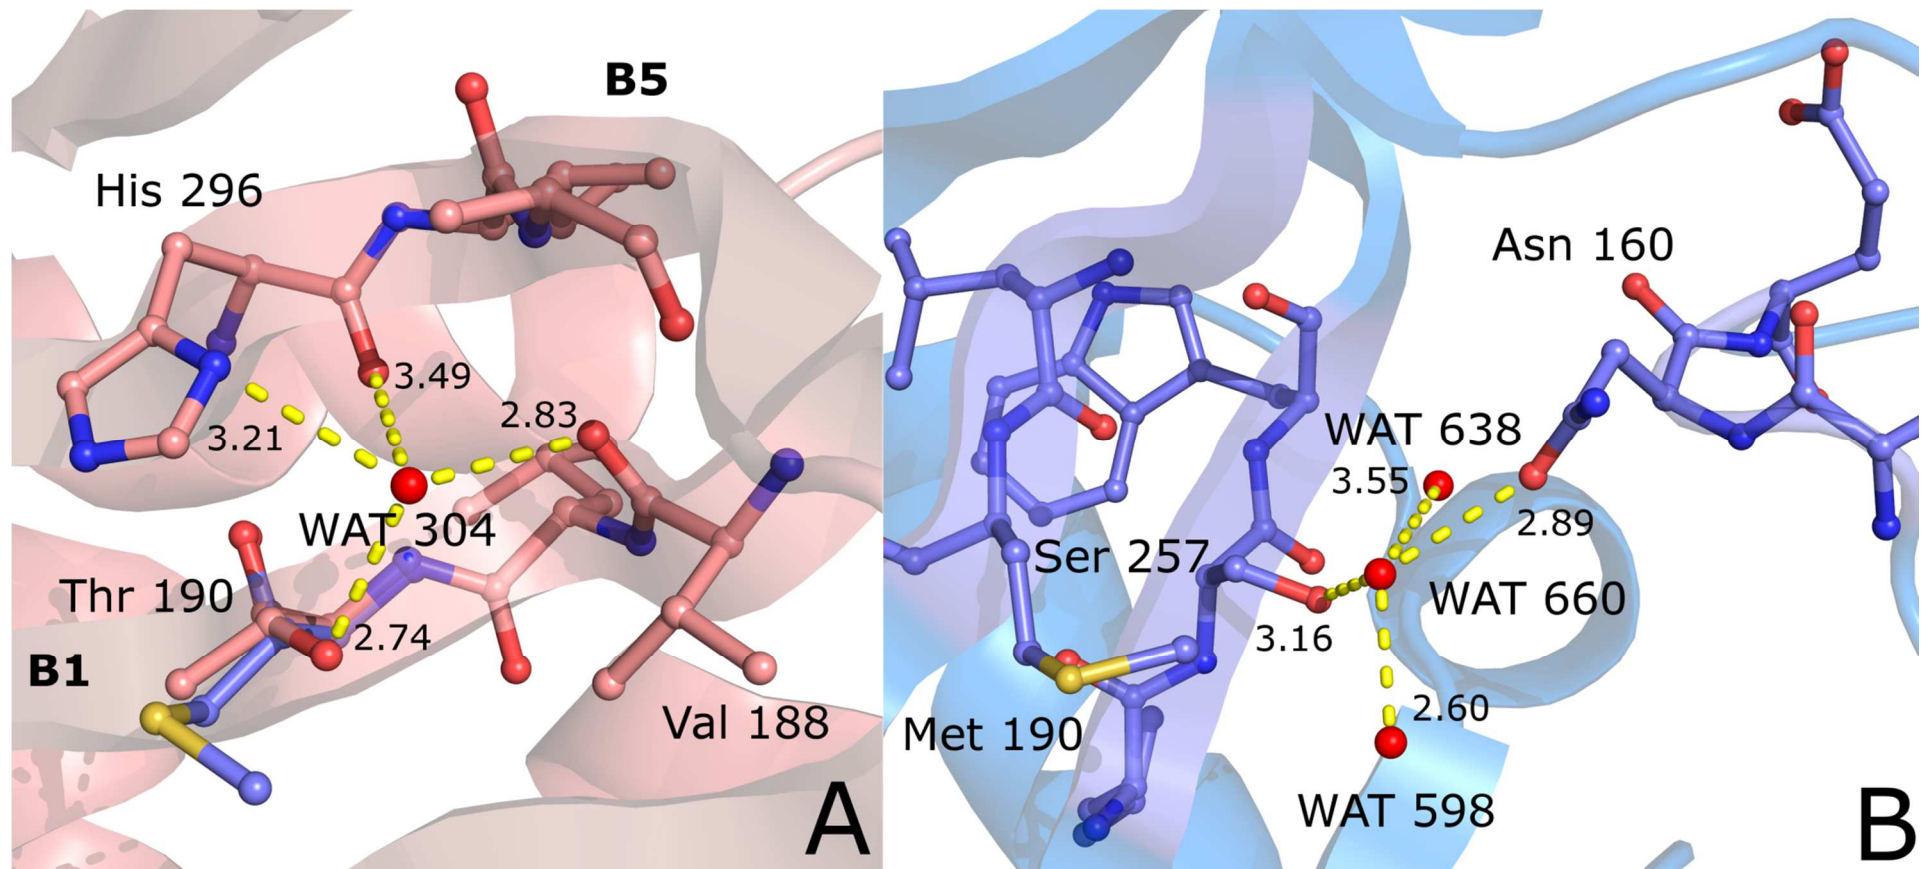 B5
His 296
3.49
2.83
3.21
WAT 304
Thr 190
2.74
B1
Val 188
A
Asn 160
WAT 638
3.55
2.89
Ser 257
WAT 660
3.16
2.60
Met 190
WAT 598
B